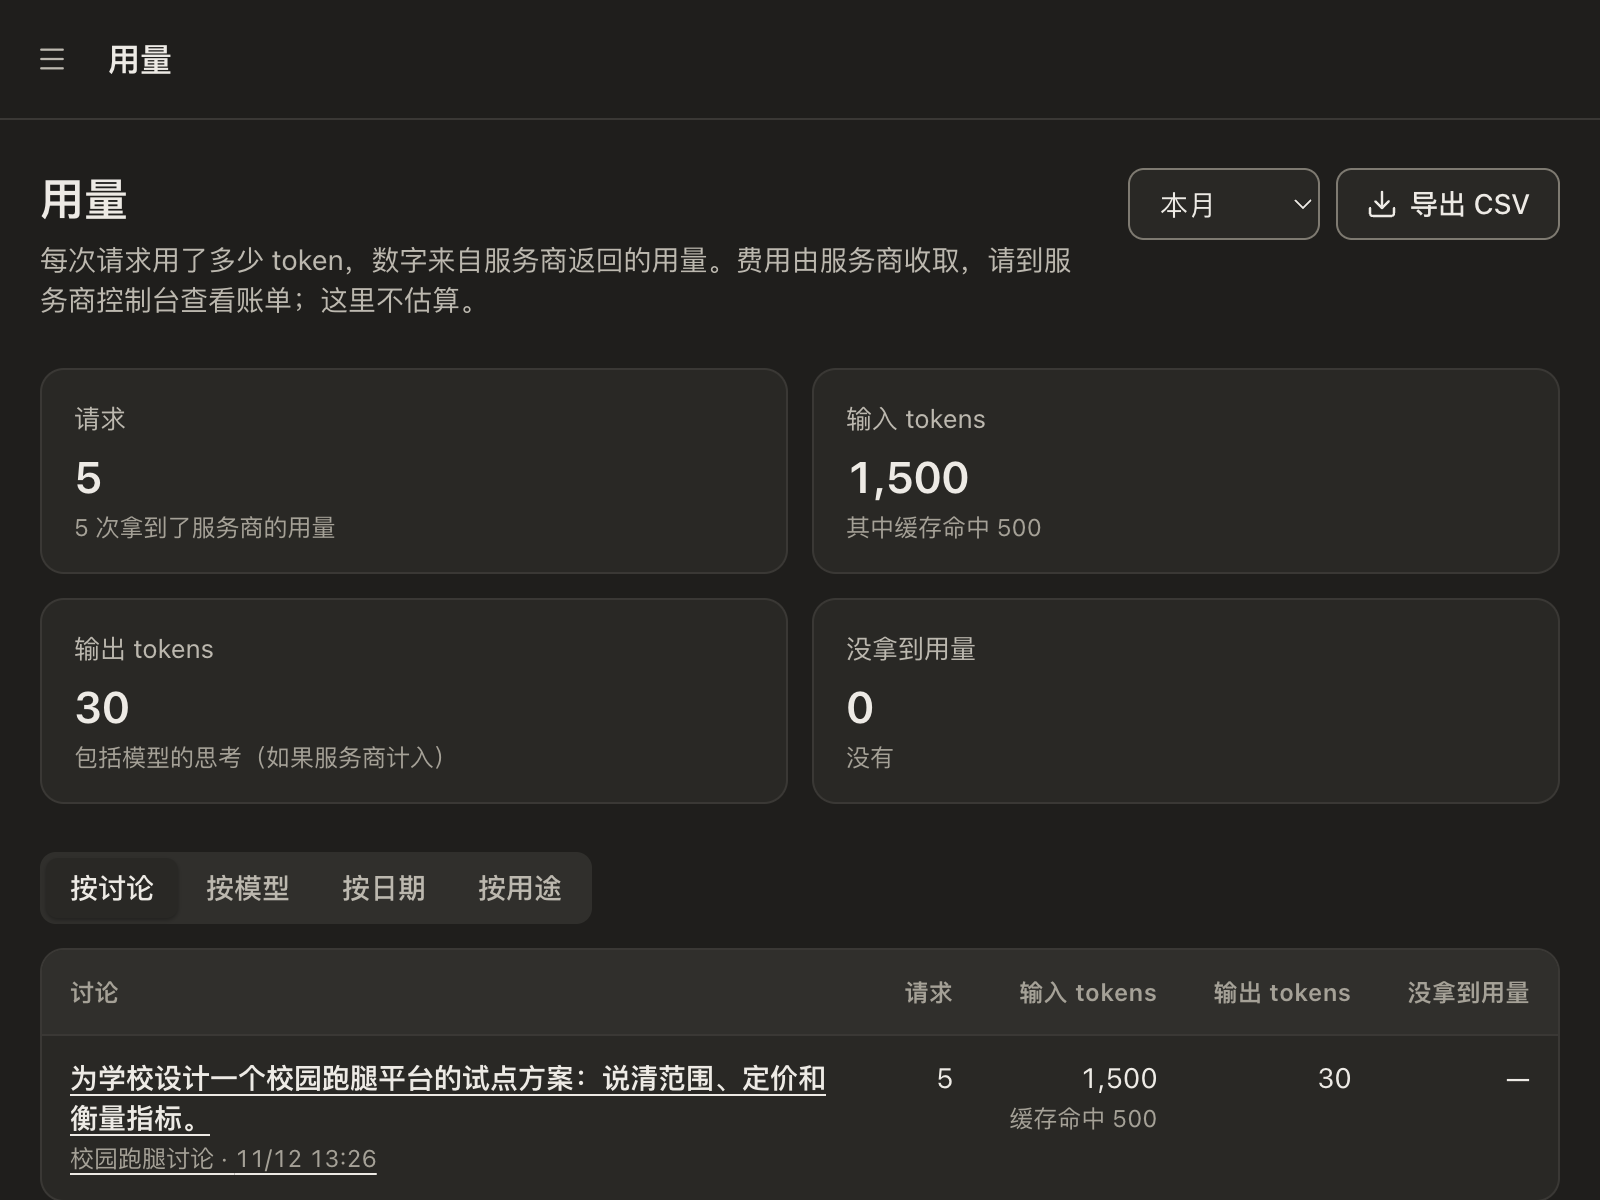 用量
用量
本月
导出 CSV
每次请求用了多少 token，数字来自服务商返回的用量。费用由服务商收取，请到服
务商控制台查看账单；这里不估算。
请求
5
5 次拿到了服务商的用量
输入 tokens
1,500
其中缓存命中 500
输出 tokens
30
包括模型的思考（如果服务商计入）
没拿到用量
0
没有
按讨论 按模型 按日期 按用途
讨论 请求 输入 tokens 输出 tokens 没拿到用量
为学校设计一个校园跑腿平台的试点方案：说清范围、定价和 5 1,500 30 —
衡量指标。 缓存命中 500
校园跑腿讨论 · 11/12 13:26